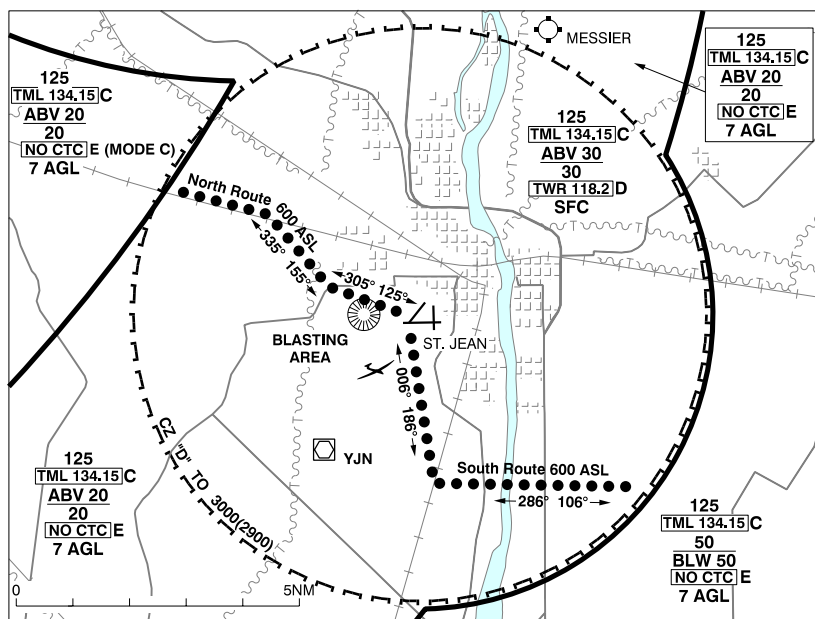 MESSIER
125
TML 134.15 C
ABV 20
20
NO CTC E
7 AGL
125
TML 134.15 C
ABV 20
20
NO CTC E (MODE C)
7 AGL
125
TML 134.15 C
ABV 30
30
TWR 118.2 D
SFC
North Route 600 ASL
335° 155°
305° 125°
BLASTING
AREA
ST. JEAN
006° 186°
YJN
South Route 600 ASL
286° 106°
CZ "D" TO 3000(2900)
125
TML 134.15 C
ABV 20
20
NO CTC E
7 AGL
125
TML 134.15 C
50
BLW 50
NO CTC E
7 AGL
0
5NM